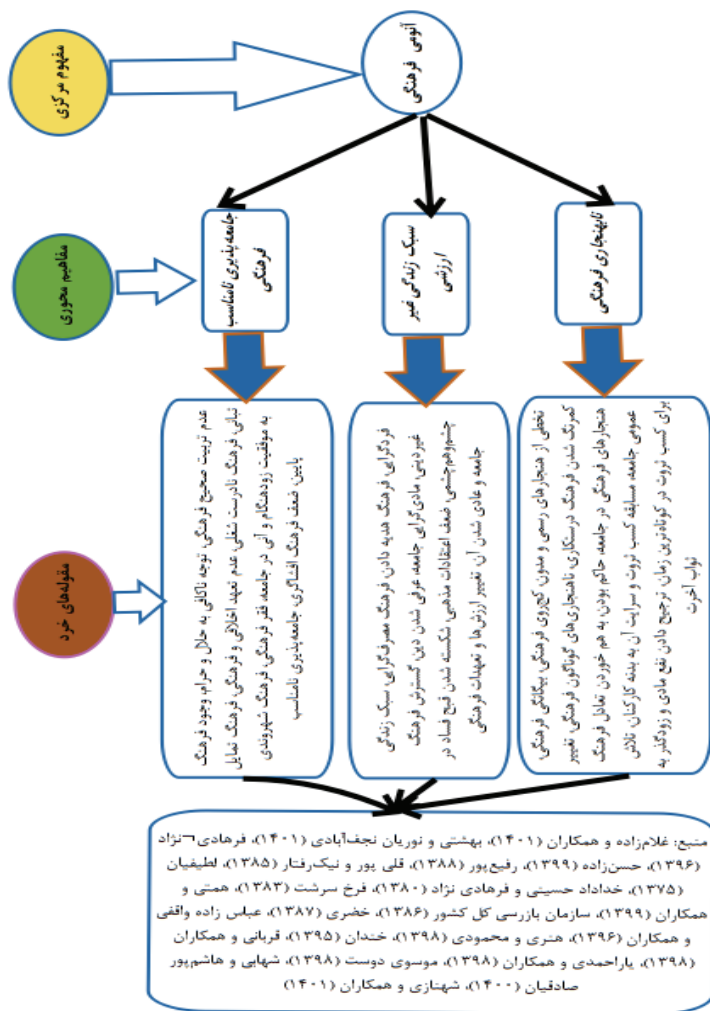 مفهوم مرکزی
آنومی فرهنگی
مفاهیم محوری
جامعه‌پذیری نامناسب
فرهنگی
سبک زندگی غیر
ارزشی
نابهنجاری فرهنگی
مقوله‌های خرد
عدم تربیت صحیح فرهنگی، توجه ناکافی به حلال و حرام، وجود فرهنگ
تبانی، فرهنگ نادرست شغلی، عدم تعهد اخلاقی و فرهنگی، فرهنگ تمایل
به موفقیت زودهنگام و آنی در جامعه، فقر فرهنگی، فرهنگ شهروندی
پایین، ضعف فرهنگ افشاگری، جامعه‌پذیری نامناسب
فردگرایی، فرهنگ هدیه دادن، فرهنگ مصرف‌گرایی، سبک زندگی
غیردینی، مادی‌گرایی جامعه، عرفی شدن دین، گسترش فرهنگ
چشم‌وهم‌چشمی، ضعف اعتقادات مذهبی، شکسته شدن قبح فساد در
جامعه و عادی شدن آن، تغییر ارزش‌ها و تعهدات فرهنگی
تخطی از هنجارهای رسمی و مدون، کج‌روی فرهنگی، بیگانگی فرهنگی،
کمرنگ شدن فرهنگ درستکاری، ناهنجاری‌های گوناگون فرهنگی، تغییر
هنجارهای فرهنگی در جامعه، حاکم بودن، به هم خوردن تعادل فرهنگ
عمومی جامعه، مسابقه کسب ثروت و سرایت آن به بدنه کارکنان، تلاش
برای کسب ثروت در کوتاه‌ترین زمان، ترجیح دادن نفع مادی و زودگذر به
ثواب آخرت
منبع: غلام‌زاده و همکاران (۱۴۰۱)، بهشتی و نوریان نجف‌آبادی (۱۴۰۱)، فرهادی¬نژاد
(۱۳۹۶)، حسن‌زاده (۱۳۹۹)، رفیع‌پور (۱۳۸۸)، قلی پور و نیک‌رفتار (۱۳۸۵)، لطیفیان
(۱۳۷۵)، خداداد حسینی و فرهادی نژاد (۱۳۸۰)، فرخ سرشت (۱۳۸۳)، همتی و
همکاران (۱۳۹۹)، سازمان بازرسی کل کشور (۱۳۸۶)، خضری (۱۳۸۷)، عباس زاده واقفی
و همکاران (۱۳۹۶)، هنری و محمودی (۱۳۹۸)، خندان (۱۳۹۵)، قربانی و همکاران
(۱۳۹۸)، یاراحمدی و همکاران (۱۳۹۸)، موسوی دوست (۱۳۹۸)، شهابی و هاشم‌پور
صادقیان (۱۴۰۰)، شهنازی و همکاران (۱۴۰۱)